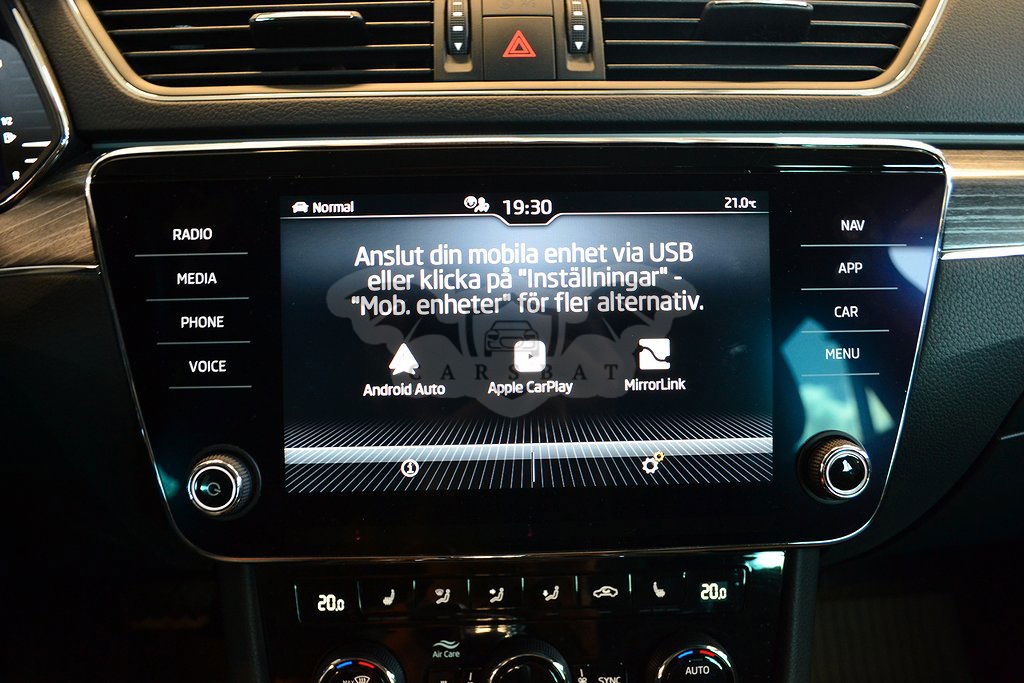 Normal
19:30
21.0°C
RADIO
MEDIA
PHONE
VOICE
NAV
APP
CAR
MENU
Anslut din mobila enhet via USB
eller klicka på "Inställningar" -
"Mob. enheter" för fler alternativ.
Android Auto
Apple CarPlay
MirrorLink
CARSBAT
20.0
20.0
Air Care
MAX
SYNC
AUTO